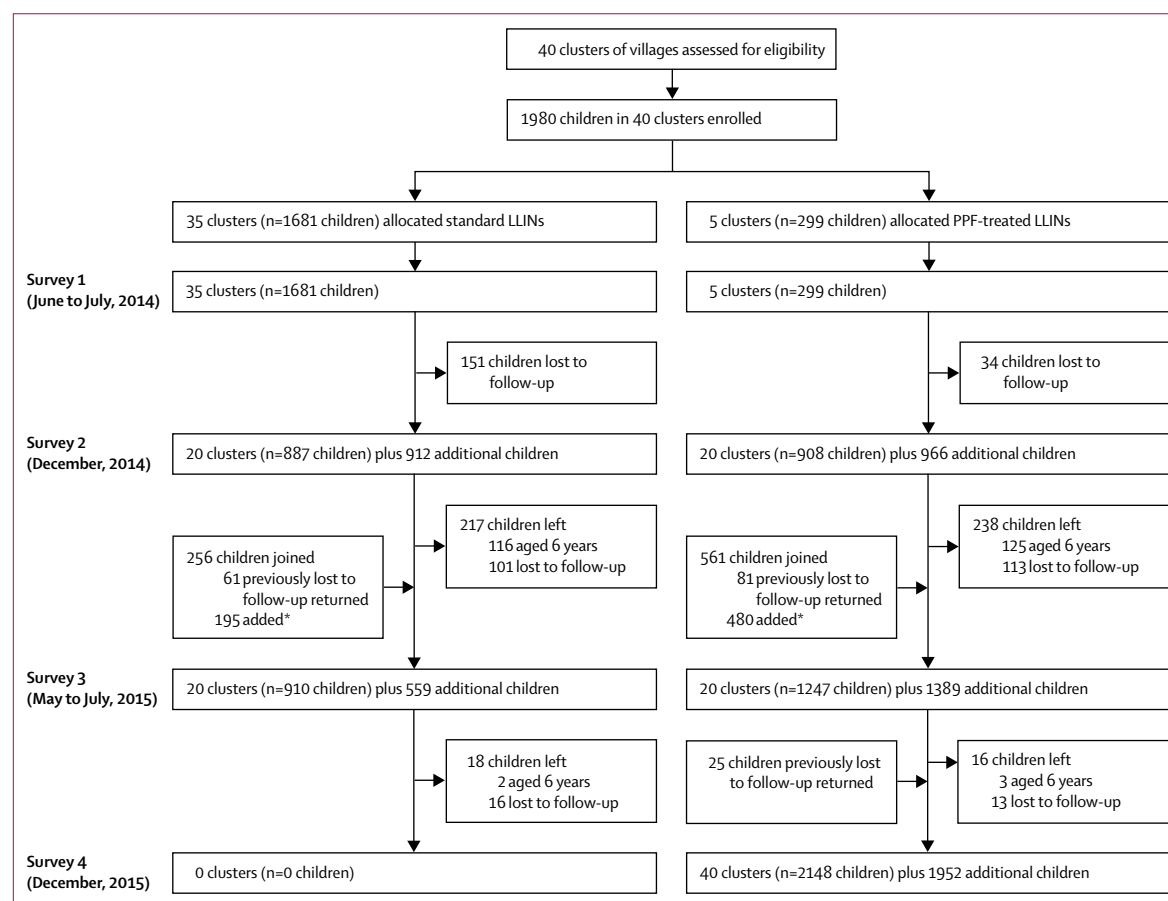 40 clusters of villages assessed for eligibility
1980 children in 40 clusters enrolled
35 clusters (n=1681 children) allocated standard LLINs
5 clusters (n=299 children) allocated PPF-treated LLINs
Survey 1
(June to July, 2014)
35 clusters (n=1681 children)
5 clusters (n=299 children)
151 children lost to
follow-up
34 children lost to
follow-up
Survey 2
(December, 2014)
20 clusters (n=887 children) plus 912 additional children
20 clusters (n=908 children) plus 966 additional children
217 children left
116 aged 6 years
101 lost to follow-up
238 children left
125 aged 6 years
113 lost to follow-up
256 children joined
61 previously lost to
follow-up returned
195 added*
561 children joined
81 previously lost to
follow-up returned
480 added*
Survey 3
(May to July, 2015)
20 clusters (n=910 children) plus 559 additional children
20 clusters (n=1247 children) plus 1389 additional children
18 children left
2 aged 6 years
16 lost to follow-up
25 children previously lost
to follow-up returned
16 children left
3 aged 6 years
13 lost to follow-up
Survey 4
(December, 2015)
0 clusters (n=0 children)
40 clusters (n=2148 children) plus 1952 additional children